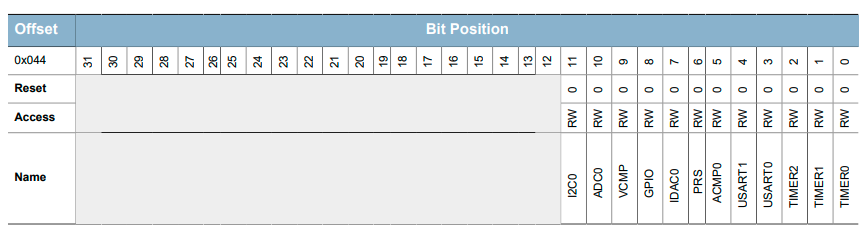 Offset Bit Position
0x044 31 30 29 28 27 26 25 24 23 22 21 20 19 18 17 16 15 14 13 12 11 10 9 8 7 6 5 4 3 2 1 0
Reset 0 0 0 0 0 0 0 0 0 0 0 0
Access RW RW RW RW RW RW RW RW RW RW RW RW
Name I2C0 ADC0 VCMP GPIO IDAC0 PRS ACMP0 USART1 USART0 TIMER2 TIMER1 TIMER0